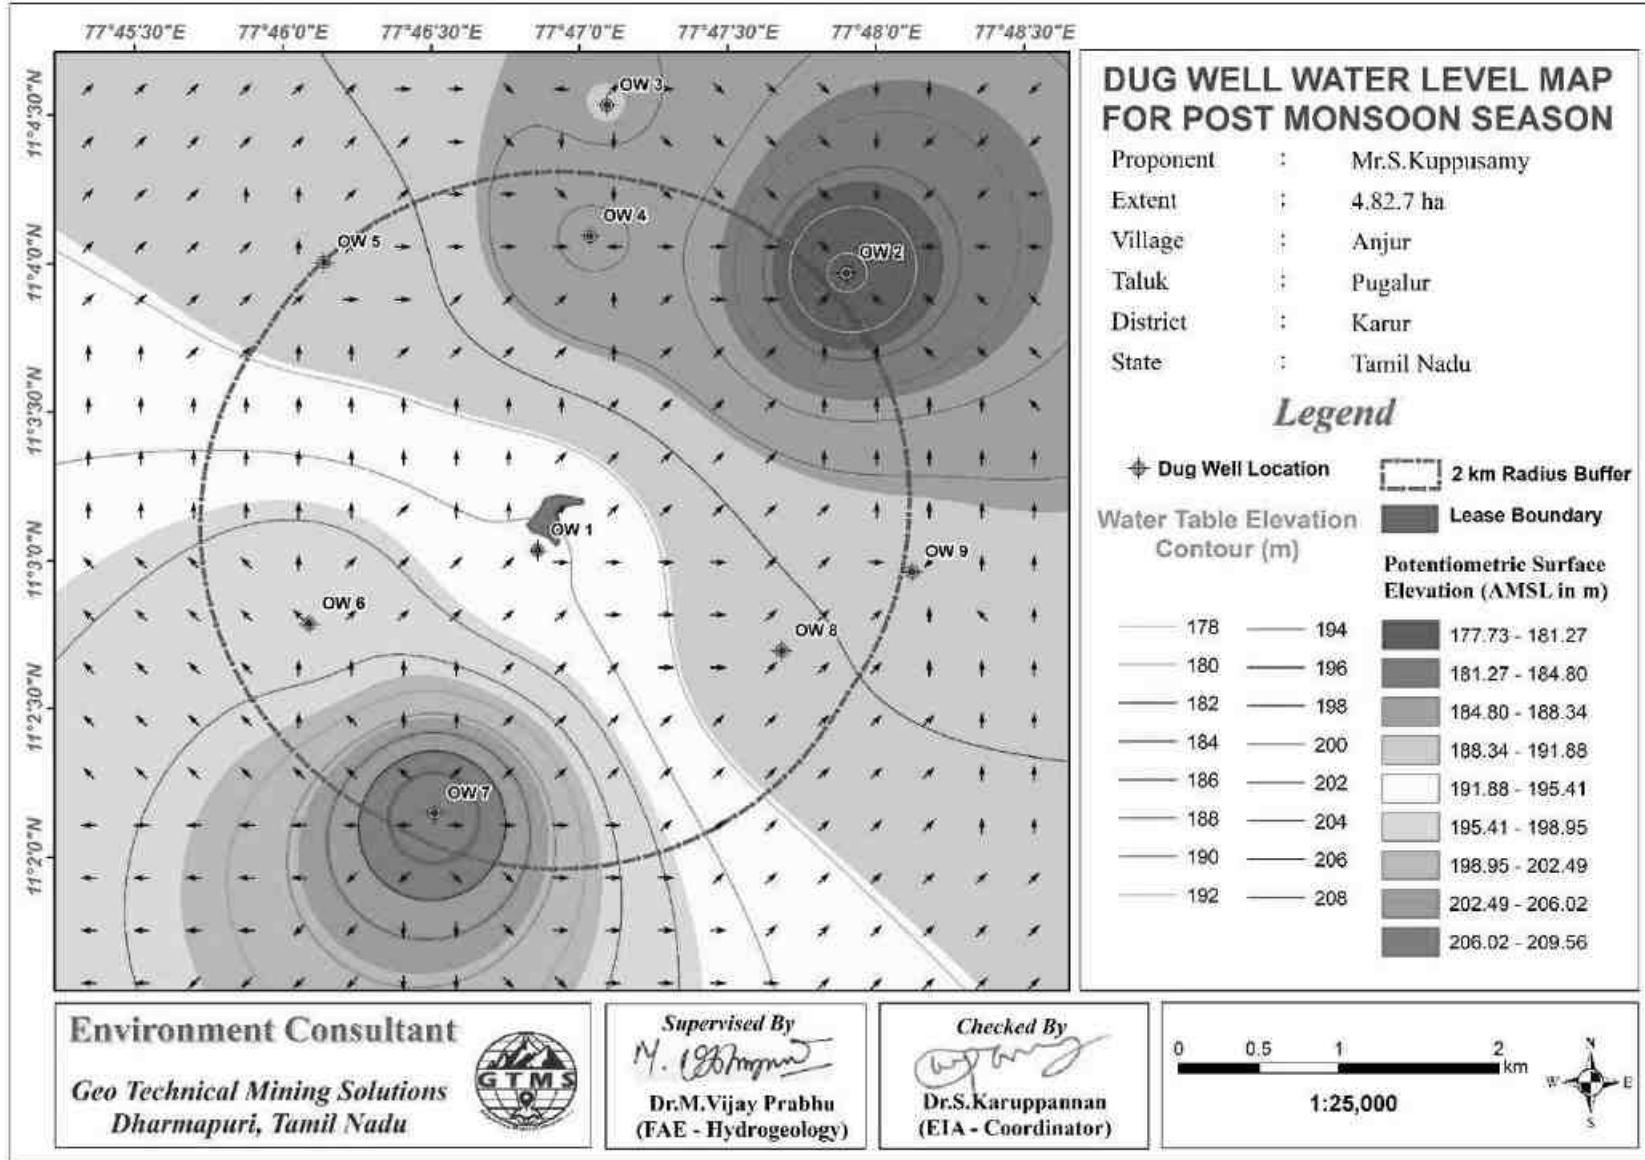 77°45'30"E 77°46'0"E 77°46'30"E 77°47'0"E 77°47'30"E 77°48'0"E 77°48'30"E
11°4'30"N
11°4'0"N
11°3'30"N
11°3'0"N
11°2'30"N
11°2'0"N
OW 3
OW 4
OW 5
OW 2
OW 1
OW 9
OW 6
OW 8
OW 7
DUG WELL WATER LEVEL MAP
FOR POST MONSOON SEASON
Proponent : Mr.S.Kuppusamy
Extent : 4.82.7 ha
Village : Anjur
Taluk : Pugalur
District : Karur
State : Tamil Nadu
Legend
Dug Well Location
2 km Radius Buffer
Lease Boundary
Water Table Elevation
Contour (m)
178 194
180 196
182 198
184 200
186 202
188 204
190 206
192 208
Potentiometric Surface
Elevation (AMSL in m)
177.73 - 181.27
181.27 - 184.80
184.80 - 188.34
188.34 - 191.88
191.88 - 195.41
195.41 - 198.95
198.95 - 202.49
202.49 - 206.02
206.02 - 209.56
Environment Consultant
Geo Technical Mining Solutions
Dharmapuri, Tamil Nadu
GTMS
Supervised By
Dr.M.Vijay Prabhu
(FAE - Hydrogeology)
Checked By
Dr.S.Karuppannan
(EIA - Coordinator)
0 0.5 1 2
km
1:25,000
N
W E
S